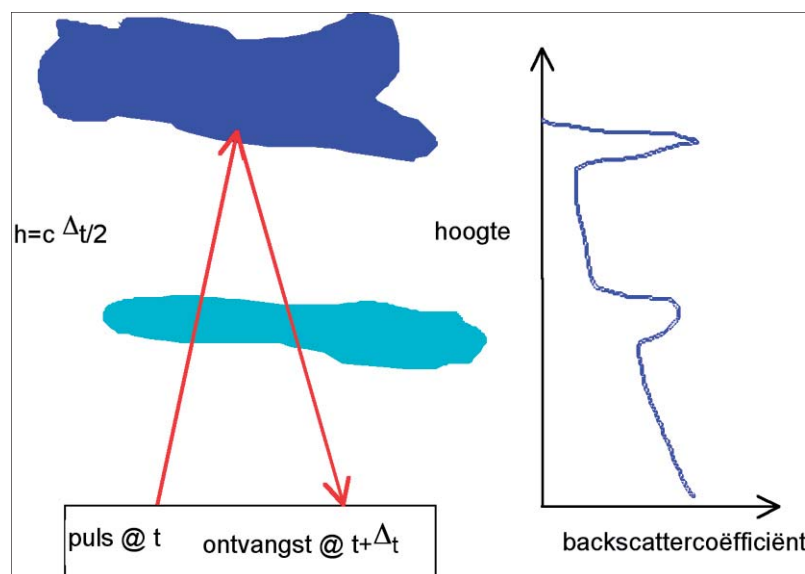 h=c Δt/2
hoogte
puls @ t
ontvangst @ t+Δt
backscattercoëfficiënt